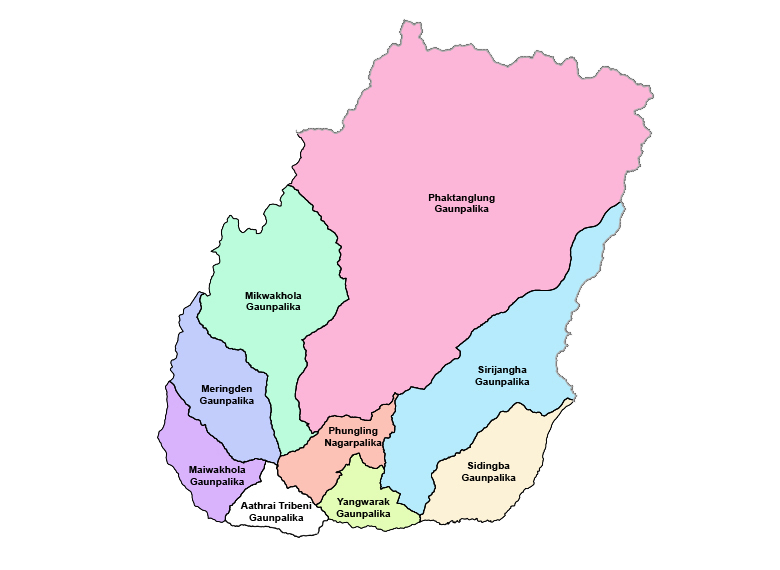 Phaktanglung
Gaunpalika
Mikwakhola
Gaunpalika
Sirijangha
Gaunpalika
Meringden
Gaunpalika
Phungling
Nagarpalika
Maiwakhola
Gaunpalika
Sidingba
Gaunpalika
Aathrai Tribeni
Gaunpalika
Yangwarak
Gaunpalika